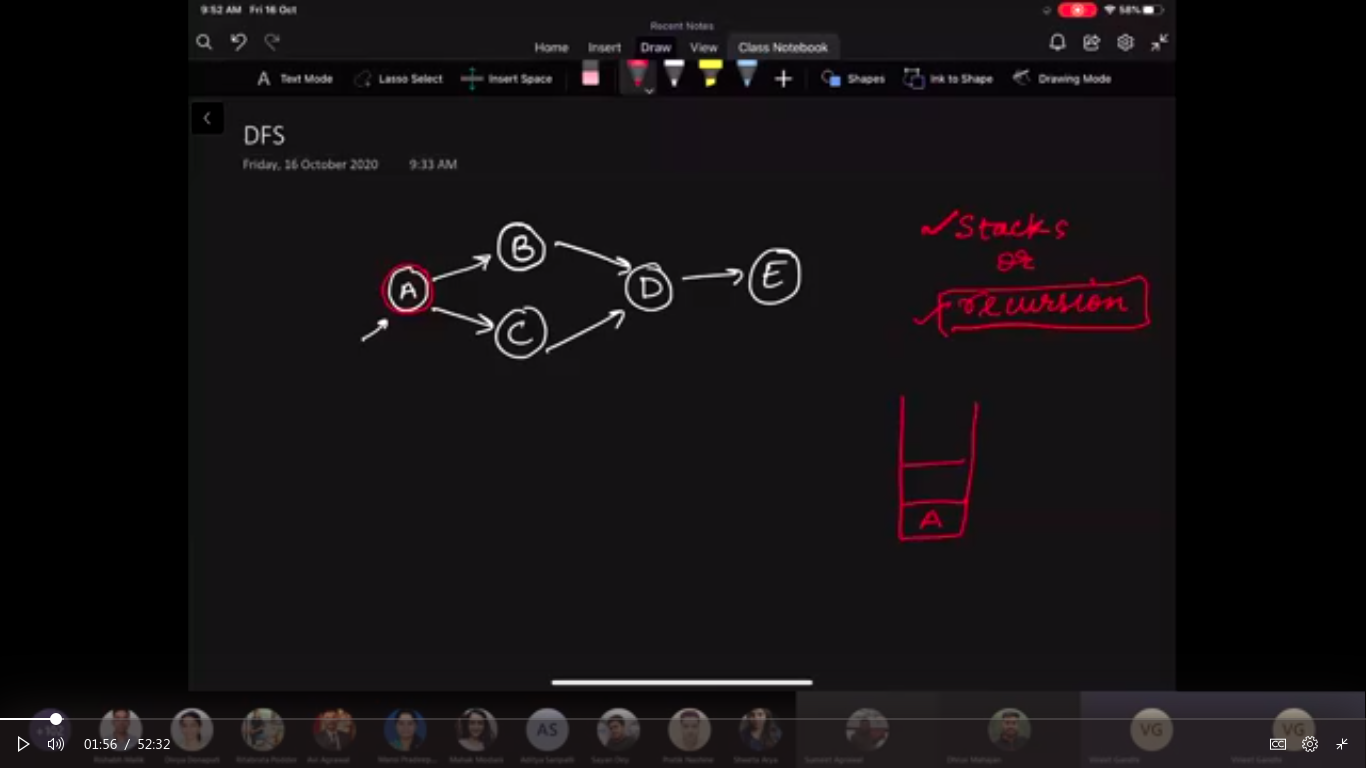 9:52 AM Fri 16 Oct
58%
Recent Notes
Home Insert Draw View Class Notebook
A Text Mode Lasso Select Insert Space Shapes Ink to Shape Drawing Mode
DFS
Friday, 16 October 2020 9:33 AM
Stacks
or
recursion
B
A
D
E
C
A
AS
VG
VG
01:56 / 52:32
CC